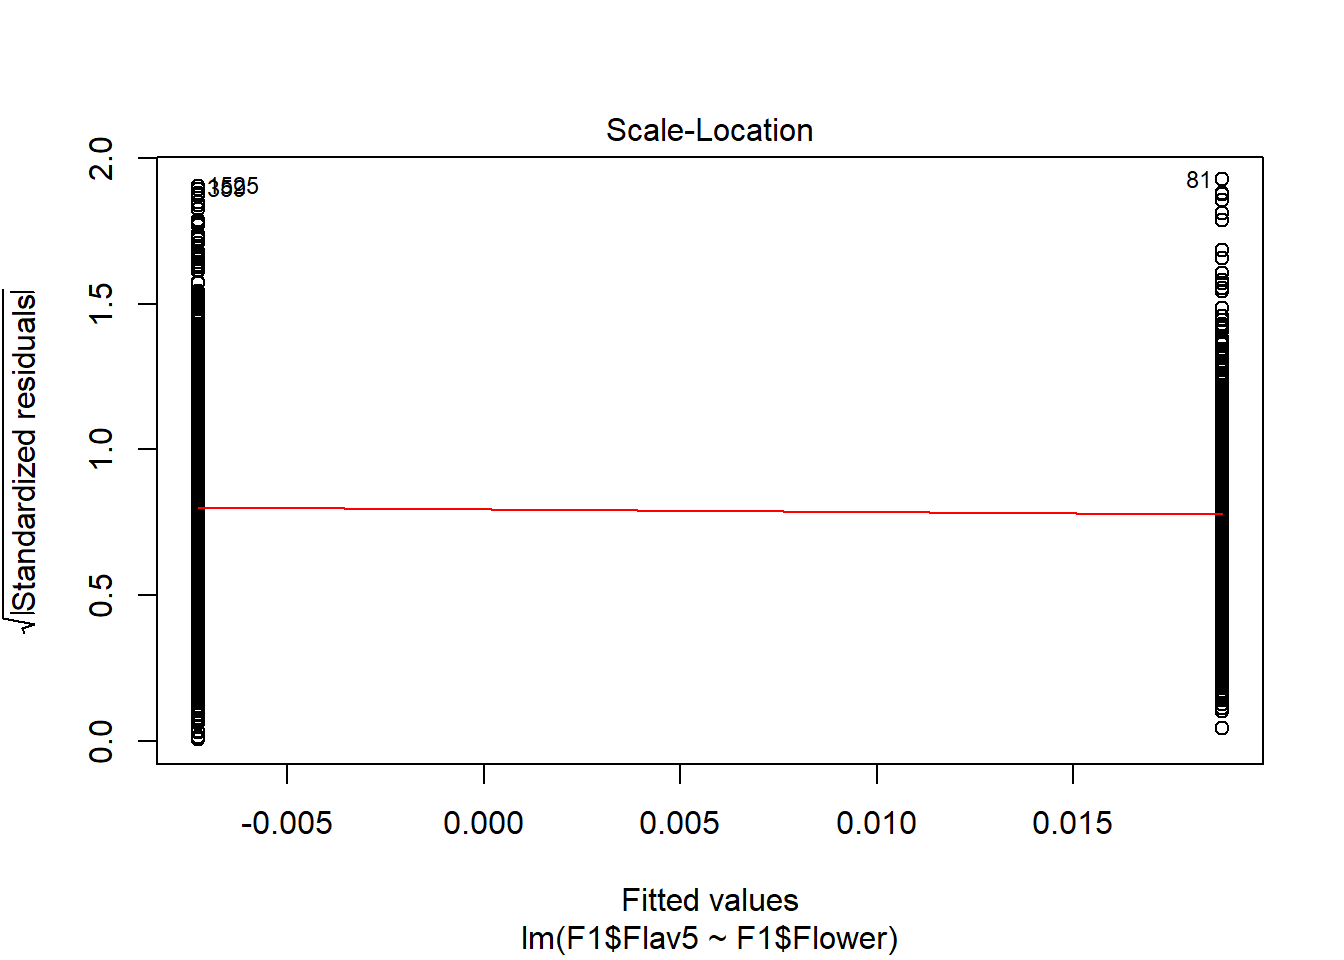 Scale-Location
2.0
1.5
1.0
0.5
0.0
√|Standardized residuals|
81
-0.005 0.000 0.005 0.010 0.015
Fitted values
lm(F1$Flav5 ~ F1$Flower)